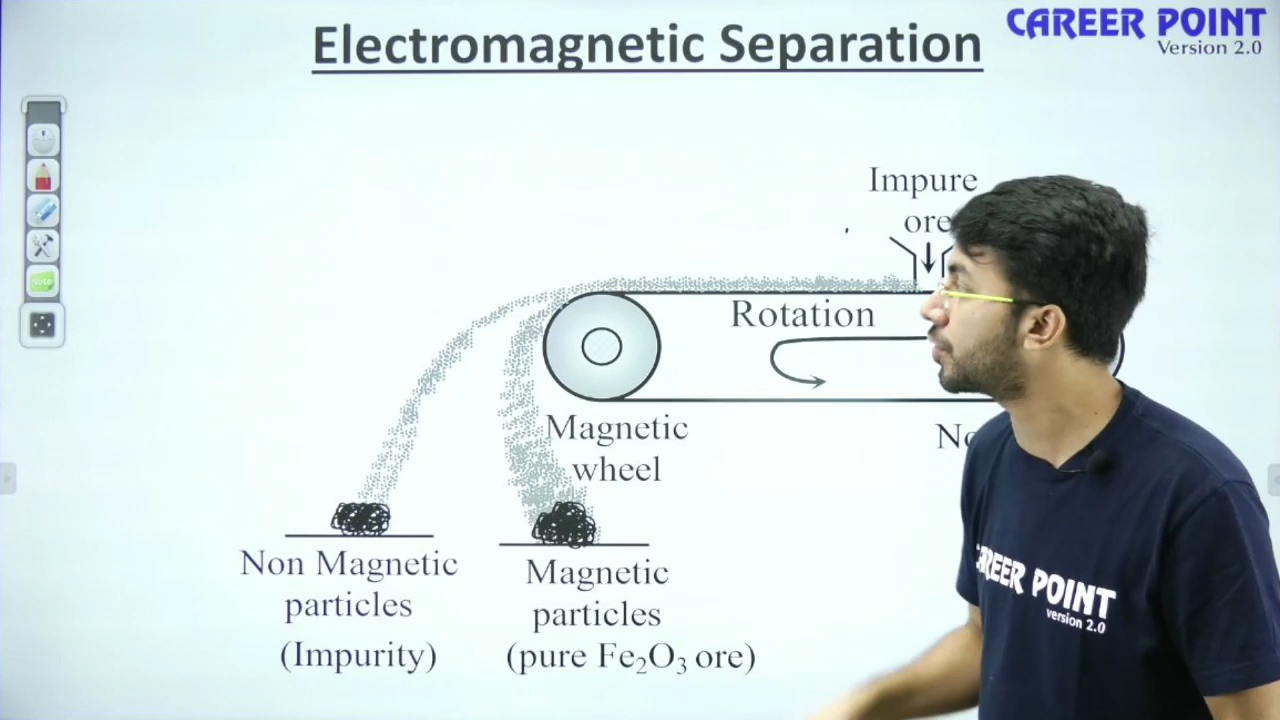 Electromagnetic Separation
CAREER POINT
Version 2.0
Impure
ore
Rotation
Magnetic
wheel
Non Magnetic
particles
(Impurity)
Magnetic
particles
(pure Fe₂O₃ ore)
CAREER POINT
version 2.0
Note